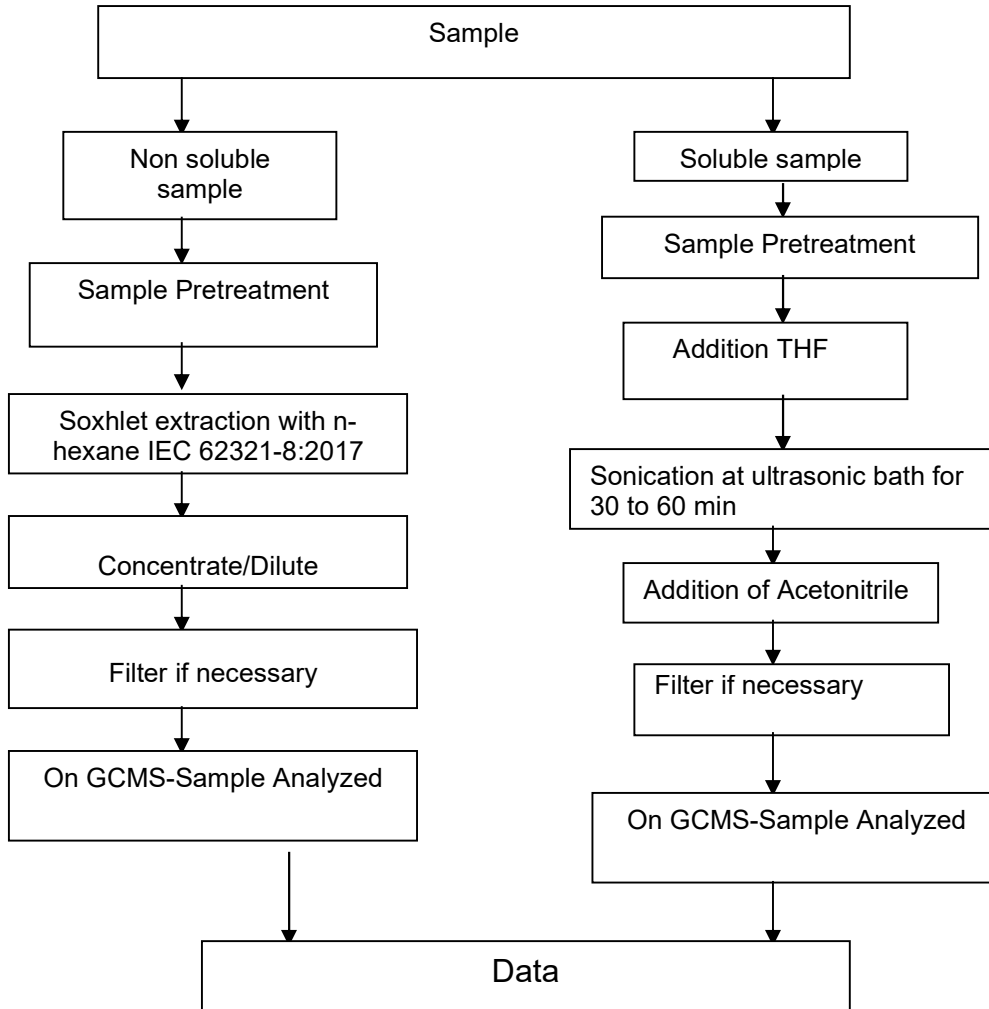 Sample
Non soluble
sample
Sample Pretreatment
Soxhlet extraction with n-
hexane IEC 62321-8:2017
Concentrate/Dilute
Filter if necessary
On GCMS-Sample Analyzed
Soluble sample
Sample Pretreatment
Addition THF
Sonication at ultrasonic bath for
30 to 60 min
Addition of Acetonitrile
Filter if necessary
On GCMS-Sample Analyzed
Data